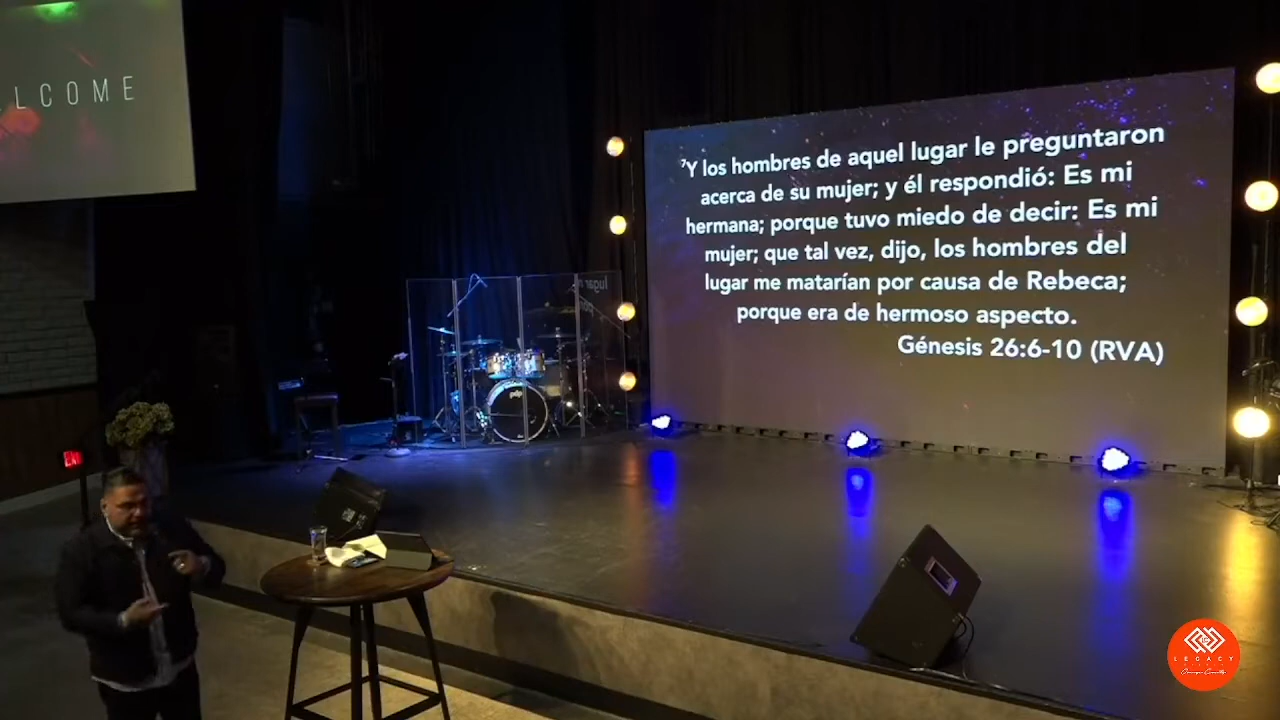 LCOME
⁷Y los hombres de aquel lugar le preguntaron
acerca de su mujer; y él respondió: Es mi
hermana; porque tuvo miedo de decir: Es mi
mujer; que tal vez, dijo, los hombres del
lugar me matarían por causa de Rebeca;
porque era de hermoso aspecto.
Génesis 26:6-10 (RVA)
EXIT
LEGACY